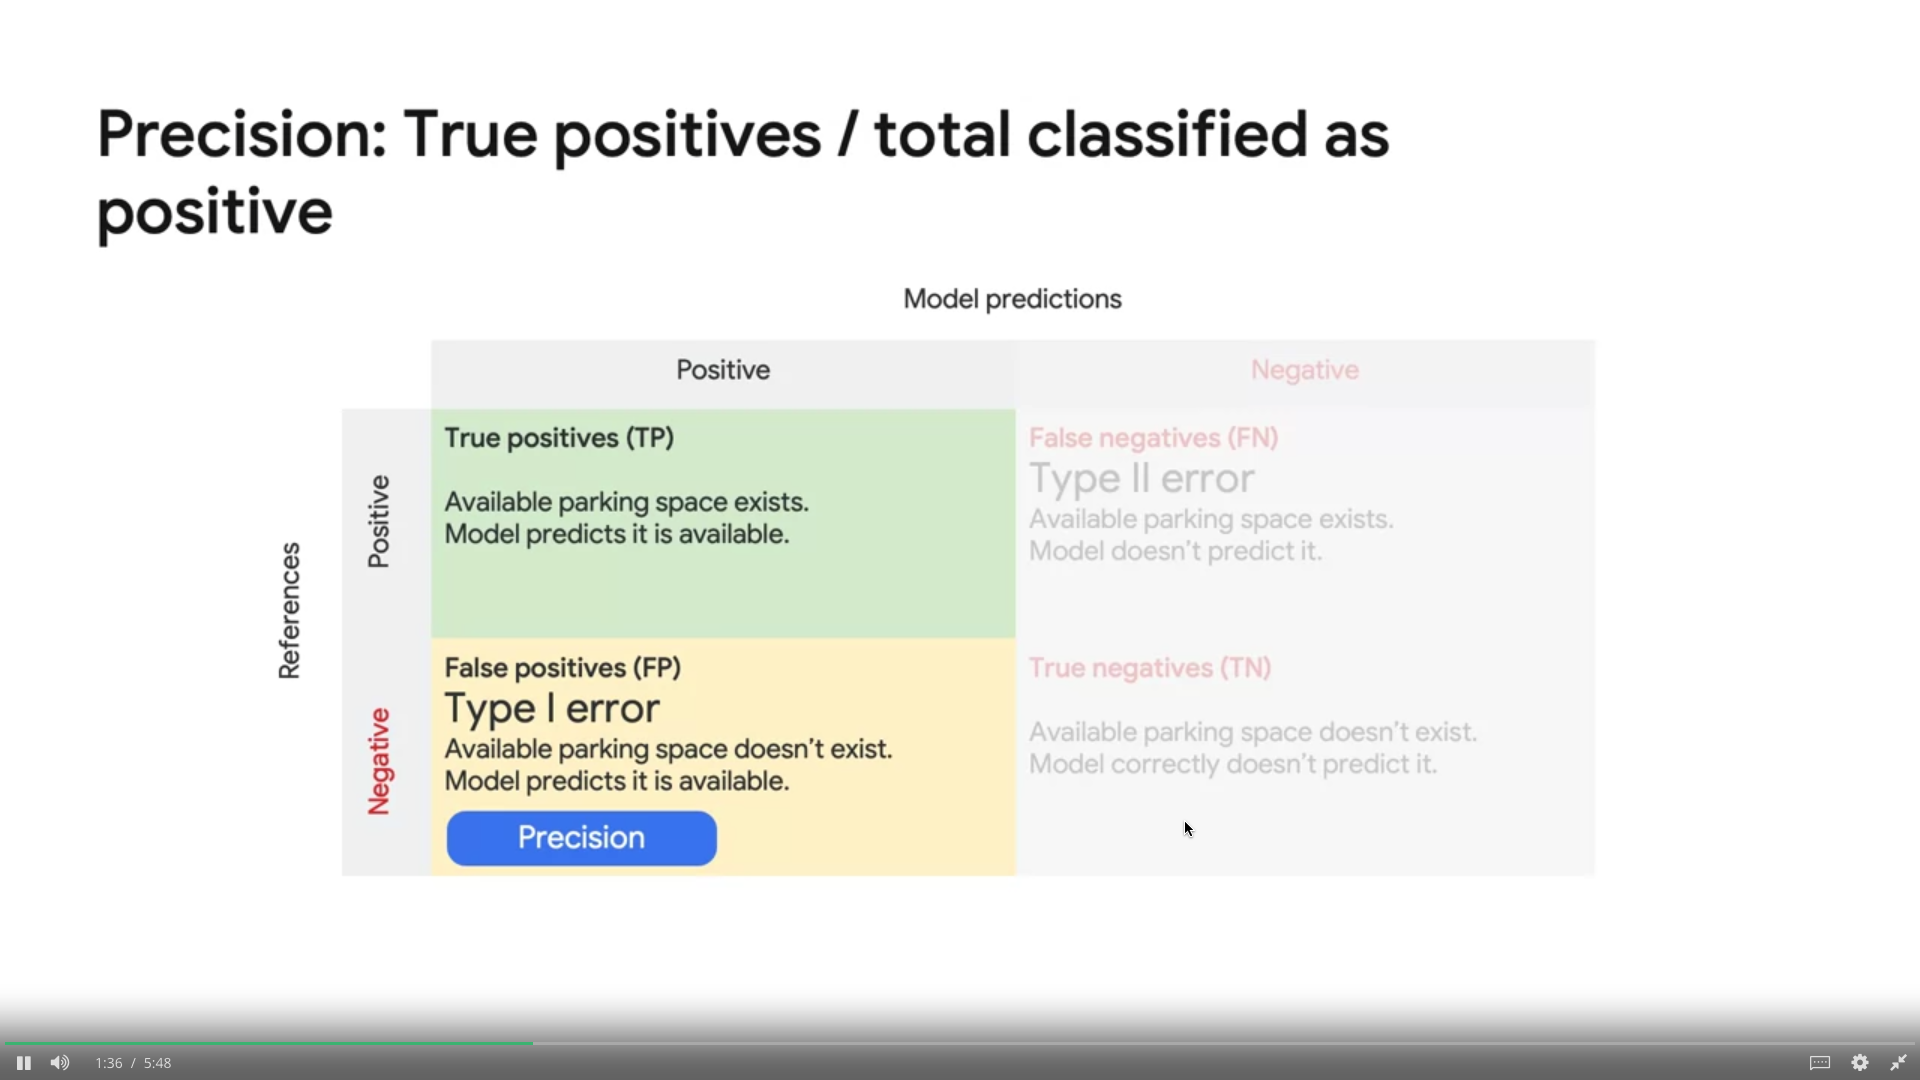 Precision: True positives / total classified as
positive
Model predictions
Positive
Negative
References
Positive
True positives (TP)
Available parking space exists.
Model predicts it is available.
False negatives (FN)
Type II error
Available parking space exists.
Model doesn't predict it.
Negative
False positives (FP)
Type I error
Available parking space doesn't exist.
Model predicts it is available.
Precision
True negatives (TN)
Available parking space doesn't exist.
Model correctly doesn't predict it.
1:36 / 5:48